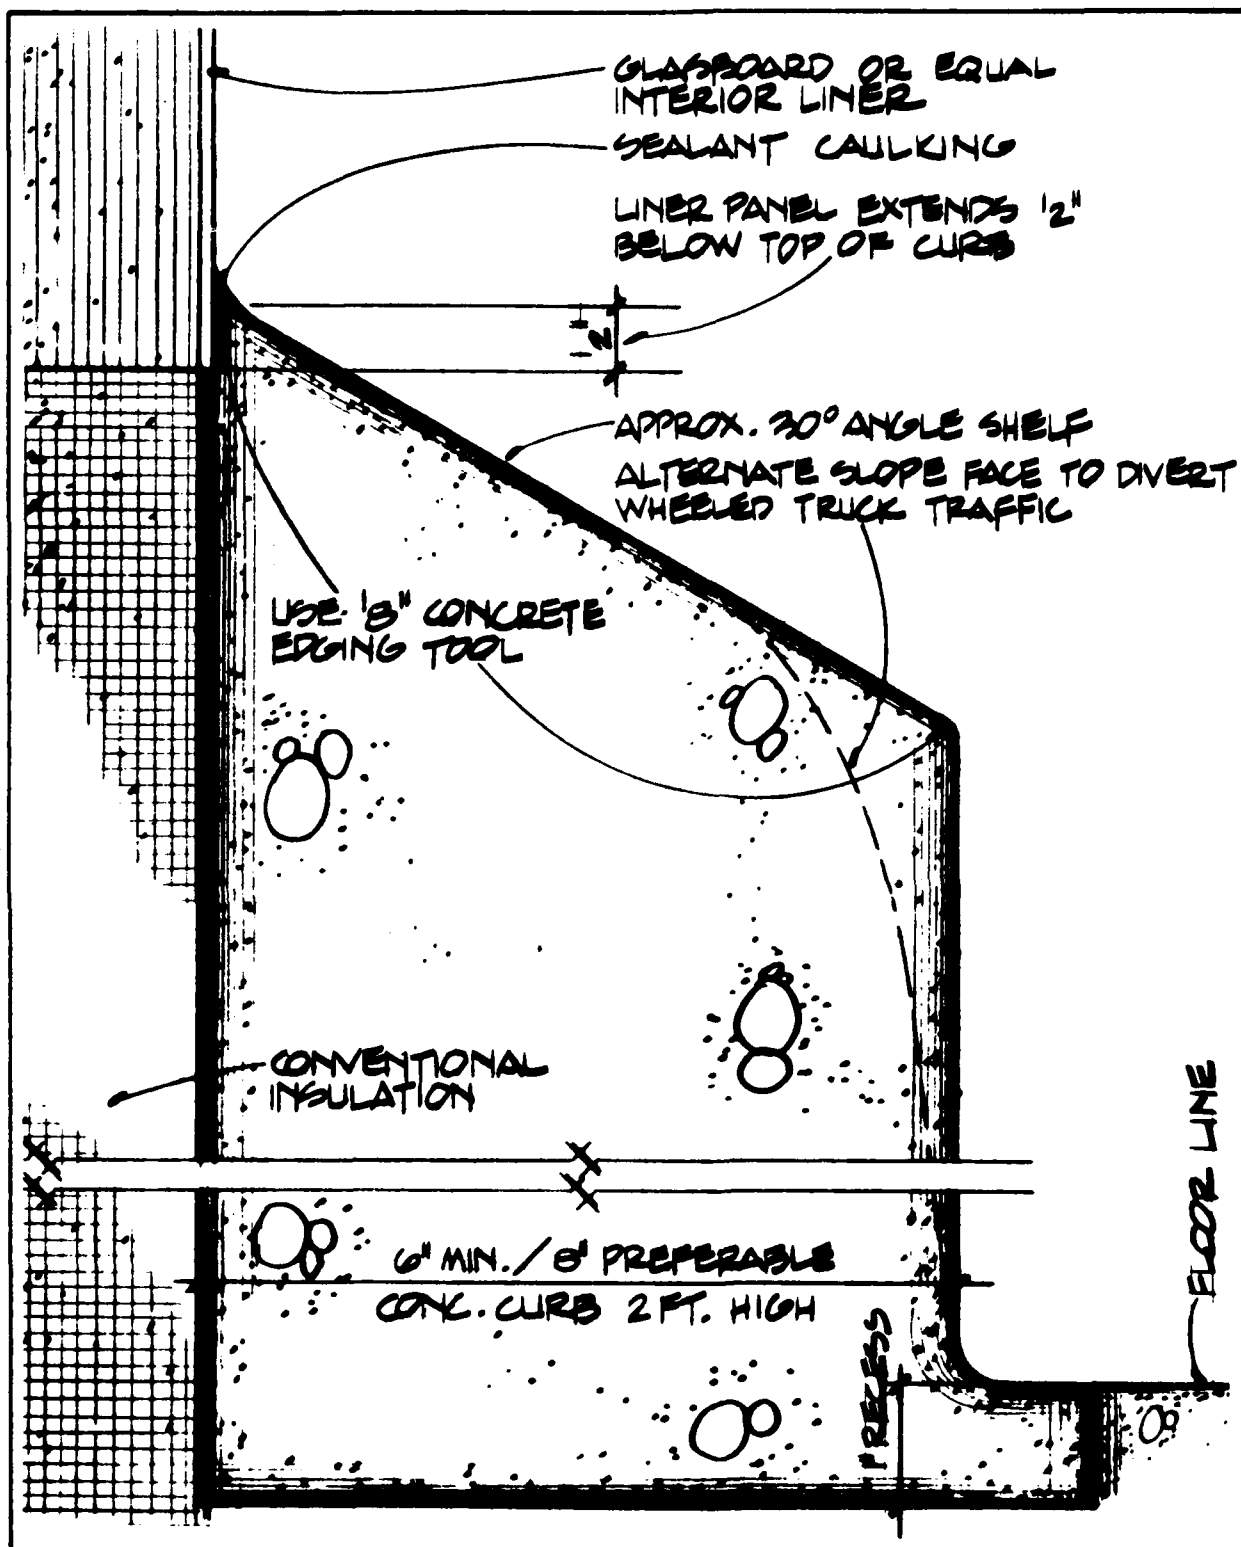 GLASBOARD OR EQUAL
INTERIOR LINER
SEALANT CAULKING
LINER PANEL EXTENDS 1/2"
BELOW TOP OF CURB
1/2"
APPROX. 30° ANGLE SHELF
ALTERNATE SLOPE FACE TO DIVERT
WHEELED TRUCK TRAFFIC
USE 1/8" CONCRETE
EDGING TOOL
CONVENTIONAL
INSULATION
6" MIN. / 8" PREFERABLE
CONC. CURB 2 FT. HIGH
RECESS
FLOOR LINE